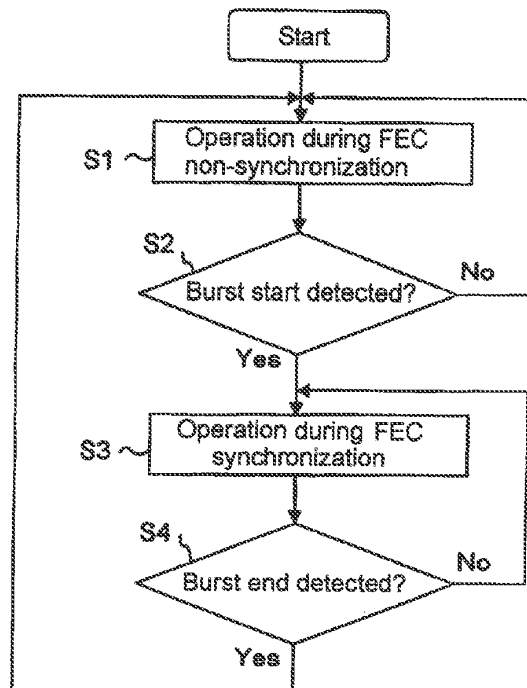 Start
S1
Operation during FEC
non-synchronization
S2
Burst start detected?
No
Yes
S3
Operation during FEC
synchronization
S4
Burst end detected?
No
Yes